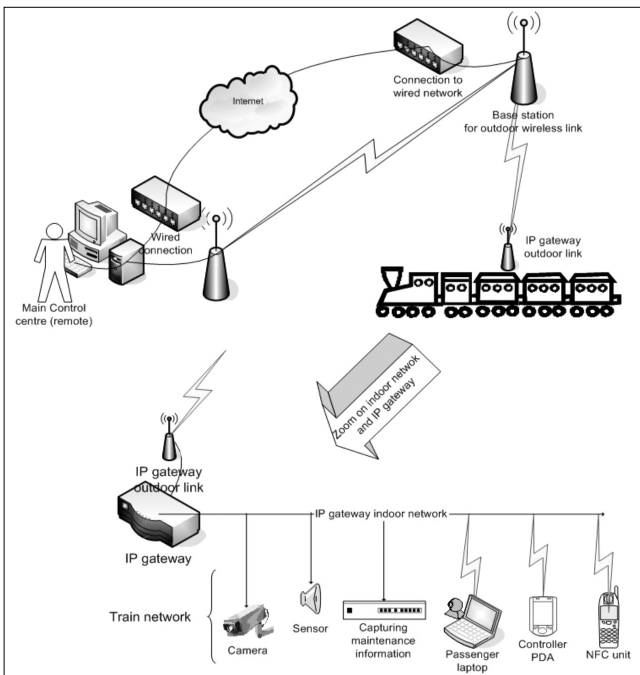 Connection to
wired network
Internet
Base station
for outdoor wireless link
Wired
connection
IP gateway
outdoor link
Main Control
centre (remote)
Zoom on indoor netwok
and IP gateway
IP gateway
outdoor link
IP gateway indoor network
IP gateway
Train network
Camera
Sensor
Capturing
maintenance
information
Passenger
laptop
Controller
PDA
NFC unit